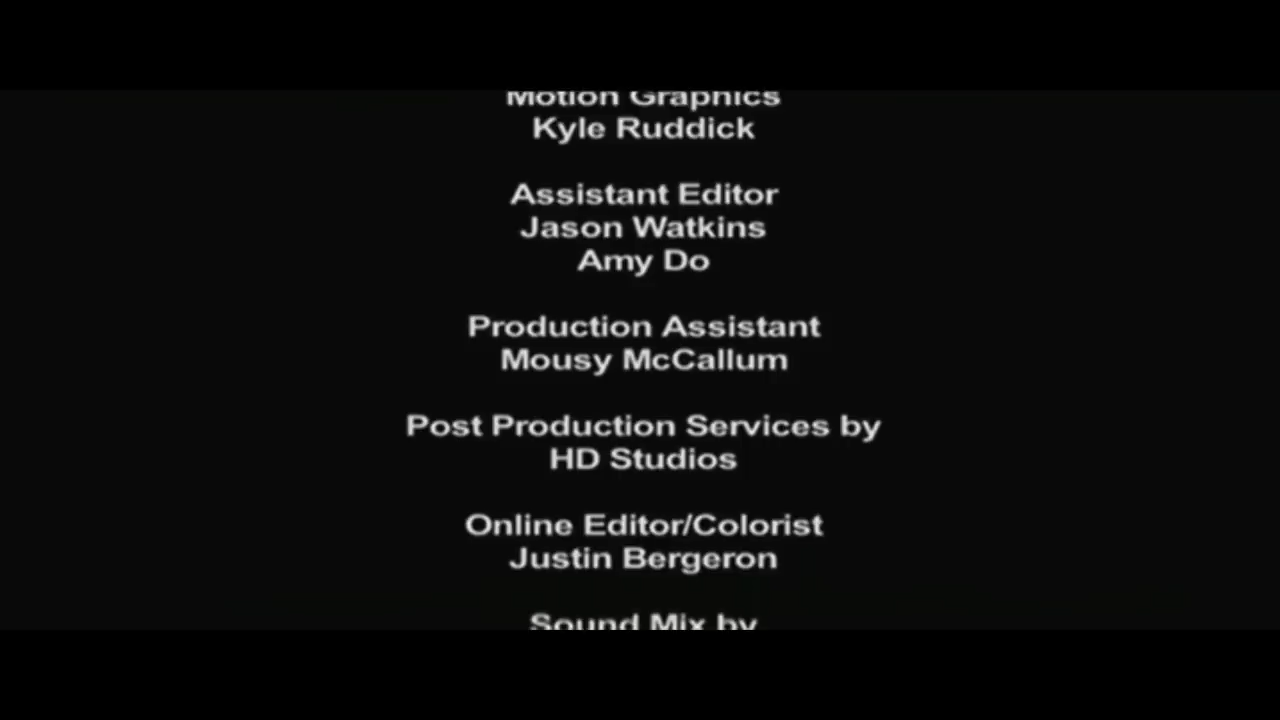 Motion Graphics
Kyle Ruddick
Assistant Editor
Jason Watkins
Amy Do
Production Assistant
Mousy McCallum
Post Production Services by
HD Studios
Online Editor/Colorist
Justin Bergeron
Sound Mix by